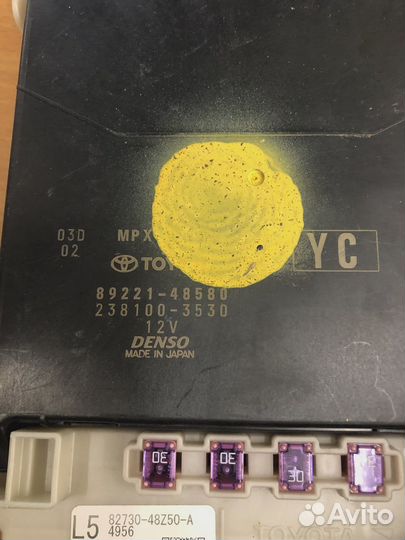 03D MPX
02
TOY
YC
89221-48580
238100-3530
12V
DENSO
MADE IN JAPAN
30 30 30
L5 82730-48Z50-A
4956
TOYOTA
Avito